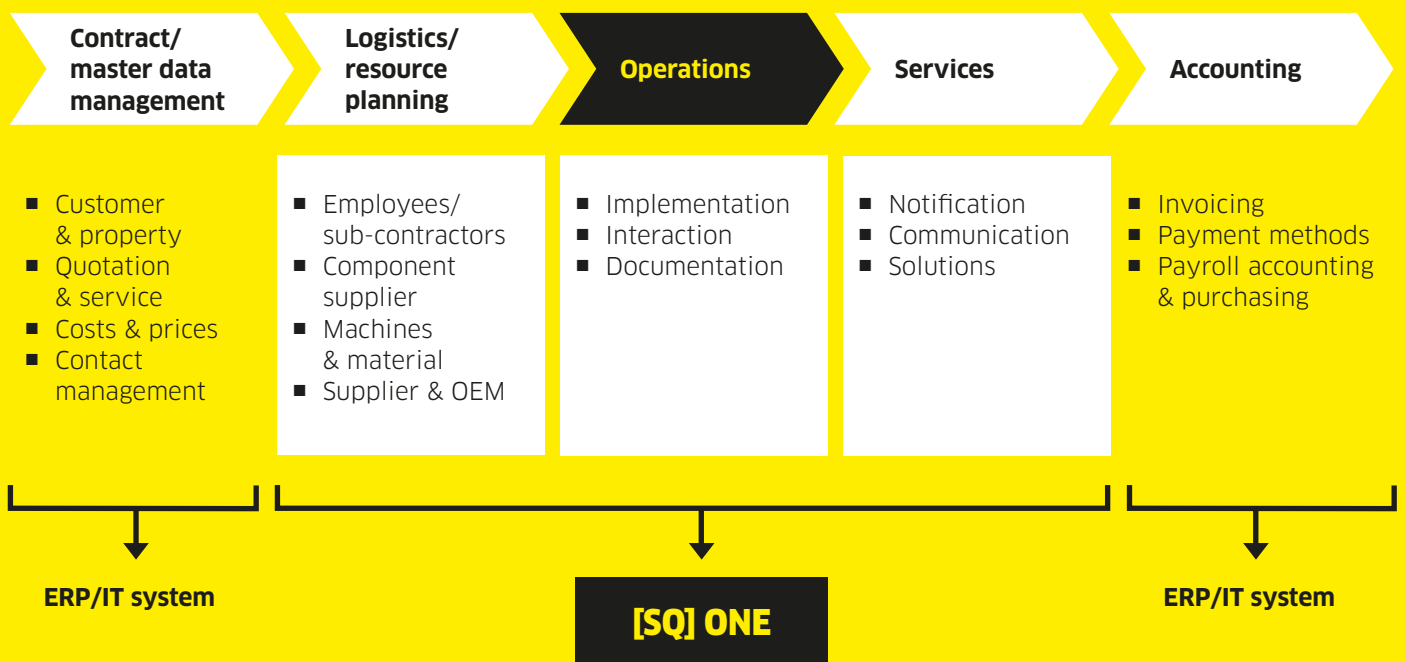 Contract/
master data
management
Logistics/
resource
planning
Operations
Services
Accounting
■ Customer
& property
■ Quotation
& service
■ Costs & prices
■ Contact
management
■ Employees/
sub-contractors
■ Component
supplier
■ Machines
& material
■ Supplier & OEM
■ Implementation
■ Interaction
■ Documentation
■ Notification
■ Communication
■ Solutions
■ Invoicing
■ Payment methods
■ Payroll accounting
& purchasing
ERP/IT system
[SQ] ONE
ERP/IT system